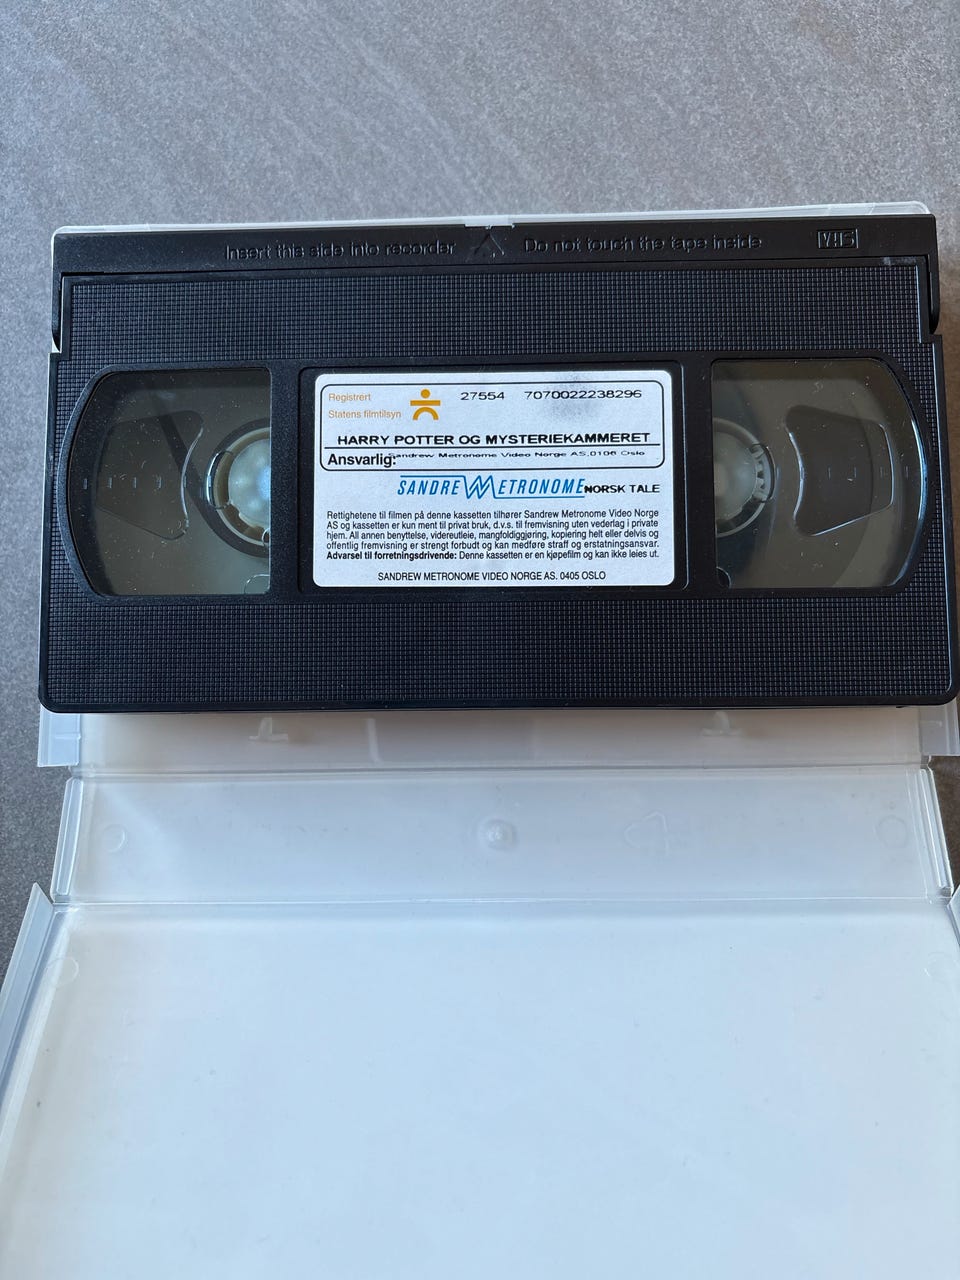 Insert this side into recorder Do not touch the tape inside VHS
Registrert 27554 7070022238296
Statens filmtilsyn
HARRY POTTER OG MYSTERIEKAMMERET
Ansvarlig: Sandrew Metronome Video Norge AS,0106 Oslo
SANDREW METRONOME NORSK TALE
Rettighetene til filmen på denne kassetten tilhører Sandrew Metronome Video Norge
AS og kassetten er kun ment til privat bruk, d.v.s. til fremvisning uten vederlag i private
hjem. All annen benyttelse, videreutleie, mangfoldiggjøring, kopiering helt eller delvis og
offentlig fremvisning er strengt forbudt og kan medføre straff og erstatningsansvar.
Advarsel til forretningsdrivende: Denne kassetten er en kjøpefilm og kan ikke leies ut.
SANDREW METRONOME VIDEO NORGE AS. 0405 OSLO